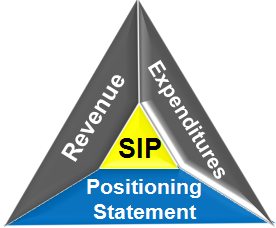 Revenue
Expenditures
SIP
Positioning
Statement